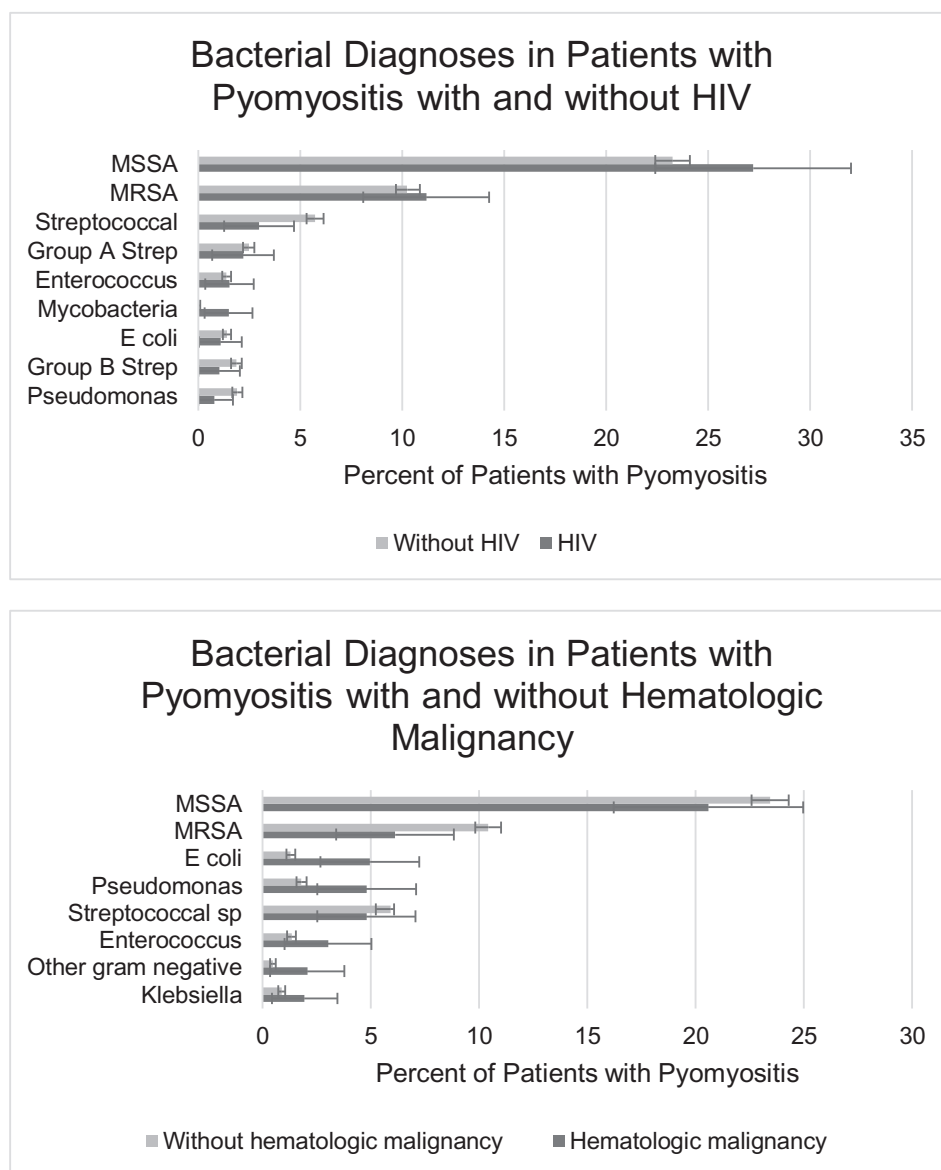 Bacterial Diagnoses in Patients with
Pyomyositis with and without HIV
MSSA
MRSA
Streptococcal
Group A Strep
Enterococcus
Mycobacteria
E coli
Group B Strep
Pseudomonas
0 5 10 15 20 25 30 35
Percent of Patients with Pyomyositis
Without HIV HIV
Bacterial Diagnoses in Patients with
Pyomyositis with and without Hematologic
Malignancy
MSSA
MRSA
E coli
Pseudomonas
Streptococcal sp
Enterococcus
Other gram negative
Klebsiella
0 5 10 15 20 25 30
Percent of Patients with Pyomyositis
Without hematologic malignancy Hematologic malignancy